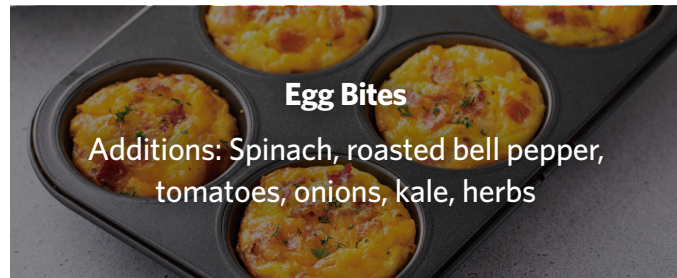 Egg Bites
Additions: Spinach, roasted bell pepper,
tomatoes, onions, kale, herbs